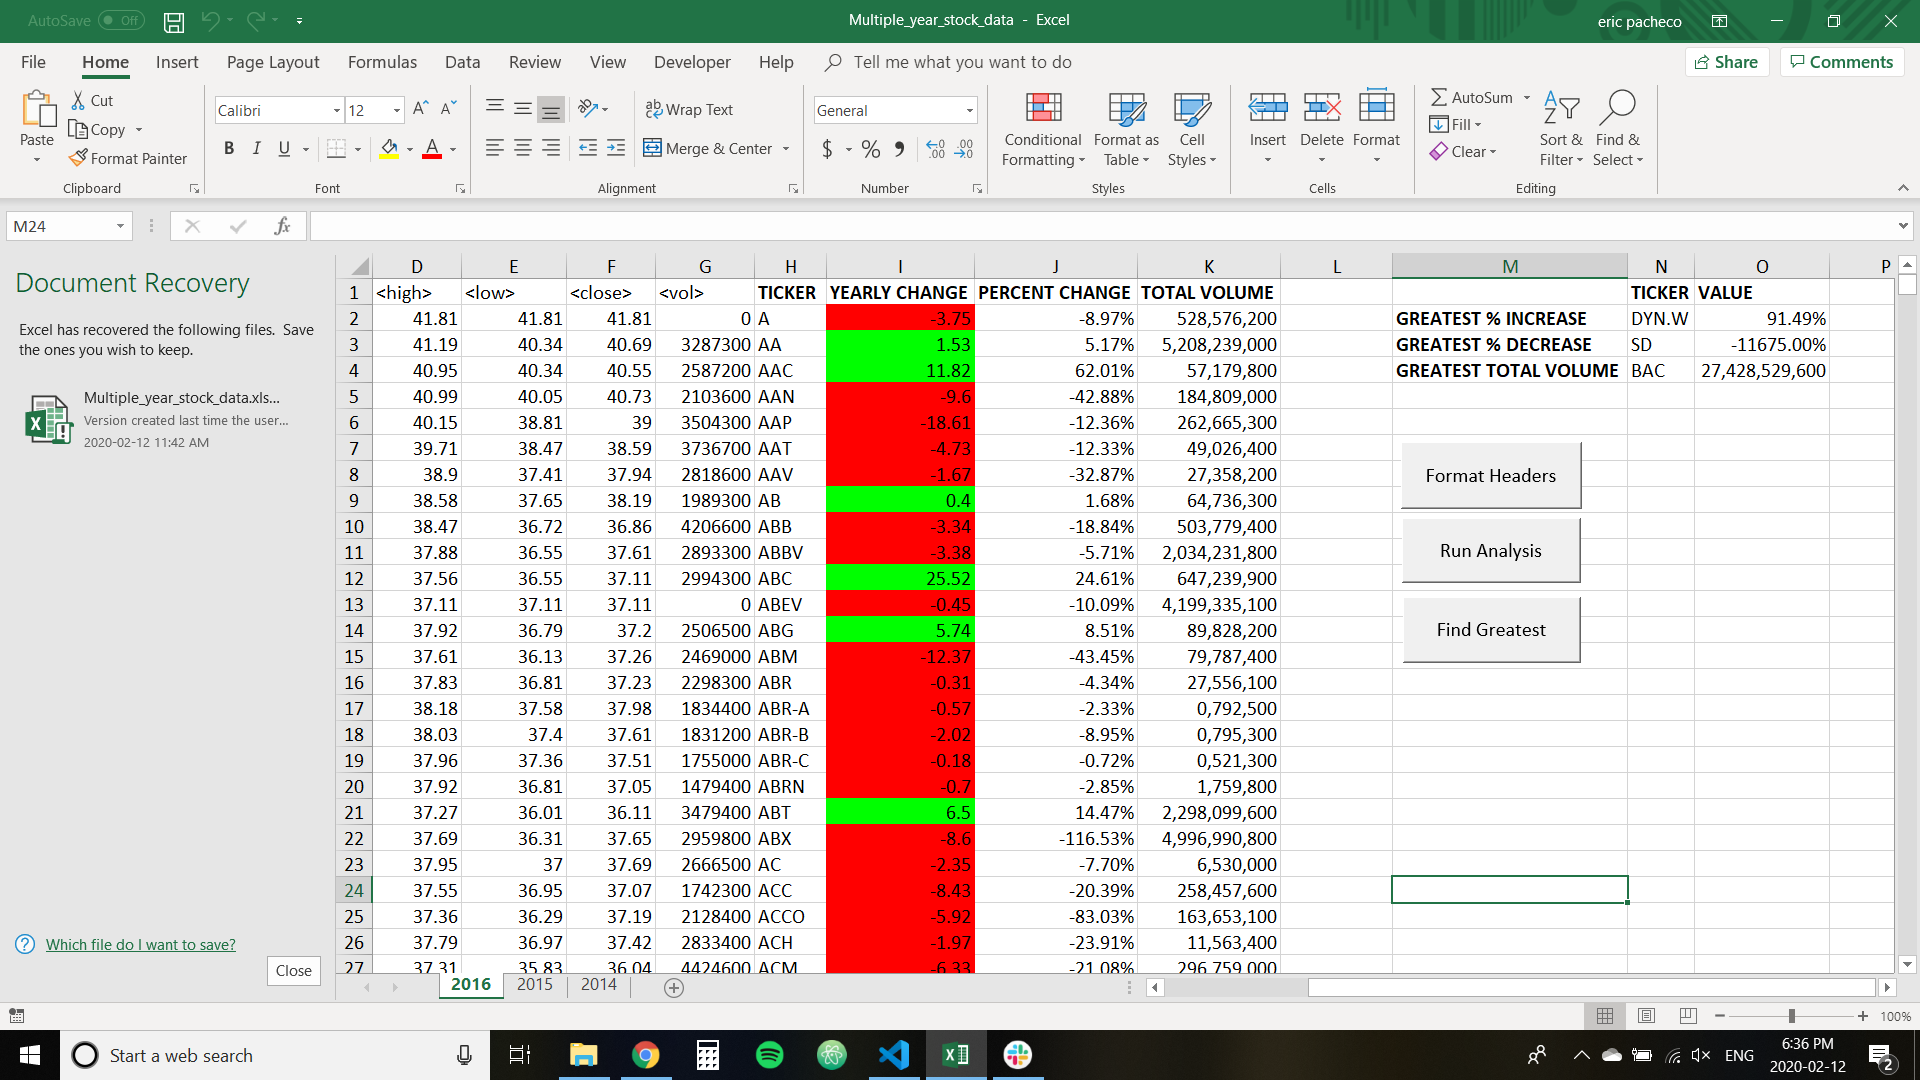 AutoSave Off
Multiple_year_stock_data - Excel
eric pacheco
File Home Insert Page Layout Formulas Data Review View Developer Help Tell me what you want to do
Share Comments
Cut
Copy
Format Painter
Paste
Clipboard
Calibri 12
B I U
Font
Wrap Text
Merge & Center
Alignment
General
$ %
Number
Conditional Formatting
Format as Table
Cell Styles
Styles
Insert Delete Format
Cells
AutoSum
Fill
Clear
Sort & Filter
Find & Select
Editing
M24
fx
Document Recovery
Excel has recovered the following files. Save
the ones you wish to keep.
Multiple_year_stock_data.xls...
Version created last time the user...
2020-02-12 11:42 AM
Which file do I want to save?
Close
D E F G H I J K L M N O P
1 <high> <low> <close> <vol> TICKER YEARLY CHANGE PERCENT CHANGE TOTAL VOLUME TICKER VALUE
2 41.81 41.81 41.81 0 A -3.75 -8.97% 528,576,200 GREATEST % INCREASE DYN.W 91.49%
3 41.19 40.34 40.69 3287300 AA 1.53 5.17% 5,208,239,000 GREATEST % DECREASE SD -11675.00%
4 40.95 40.34 40.55 2587200 AAC 11.82 62.01% 57,179,800 GREATEST TOTAL VOLUME BAC 27,428,529,600
5 40.99 40.05 40.73 2103600 AAN -9.6 -42.88% 184,809,000
6 40.15 38.81 39 3504300 AAP -18.61 -12.36% 262,665,300
7 39.71 38.47 38.59 3736700 AAT -4.73 -12.33% 49,026,400
8 38.9 37.41 37.94 2818600 AAV -1.67 -32.87% 27,358,200
9 38.58 37.65 38.19 1989300 AB 0.4 1.68% 64,736,300
10 38.47 36.72 36.86 4206600 ABB -3.34 -18.84% 503,779,400
11 37.88 36.55 37.61 2893300 ABBV -3.38 -5.71% 2,034,231,800
12 37.56 36.55 37.11 2994300 ABC 25.52 24.61% 647,239,900
13 37.11 37.11 37.11 0 ABEV -0.45 -10.09% 4,199,335,100
14 37.92 36.79 37.2 2506500 ABG 5.74 8.51% 89,828,200
15 37.61 36.13 37.26 2469000 ABM -12.37 -43.45% 79,787,400
16 37.83 36.81 37.23 2298300 ABR -0.31 -4.34% 27,556,100
17 38.18 37.58 37.98 1834400 ABR-A -0.57 -2.33% 0,792,500
18 38.03 37.4 37.61 1831200 ABR-B -2.02 -8.95% 0,795,300
19 37.96 37.36 37.51 1755000 ABR-C -0.18 -0.72% 0,521,300
20 37.92 36.81 37.05 1479400 ABRN -0.7 -2.85% 1,759,800
21 37.27 36.01 36.11 3479400 ABT 6.5 14.47% 2,298,099,600
22 37.69 36.31 37.65 2959800 ABX -8.6 -116.53% 4,996,990,800
23 37.95 37 37.69 2666500 AC -2.35 -7.70% 6,530,000
24 37.55 36.95 37.07 1742300 ACC -8.43 -20.39% 258,457,600
25 37.36 36.29 37.19 2128400 ACCO -5.92 -83.03% 163,653,100
26 37.79 36.97 37.42 2833400 ACH -1.97 -23.91% 11,563,400
27 37.31 35.83 36.04 4424600 ACM -6.33 -21.08% 296,759,000
Format Headers
Run Analysis
Find Greatest
2016 2015 2014
100%
Start a web search
ENG
6:36 PM
2020-02-12
2